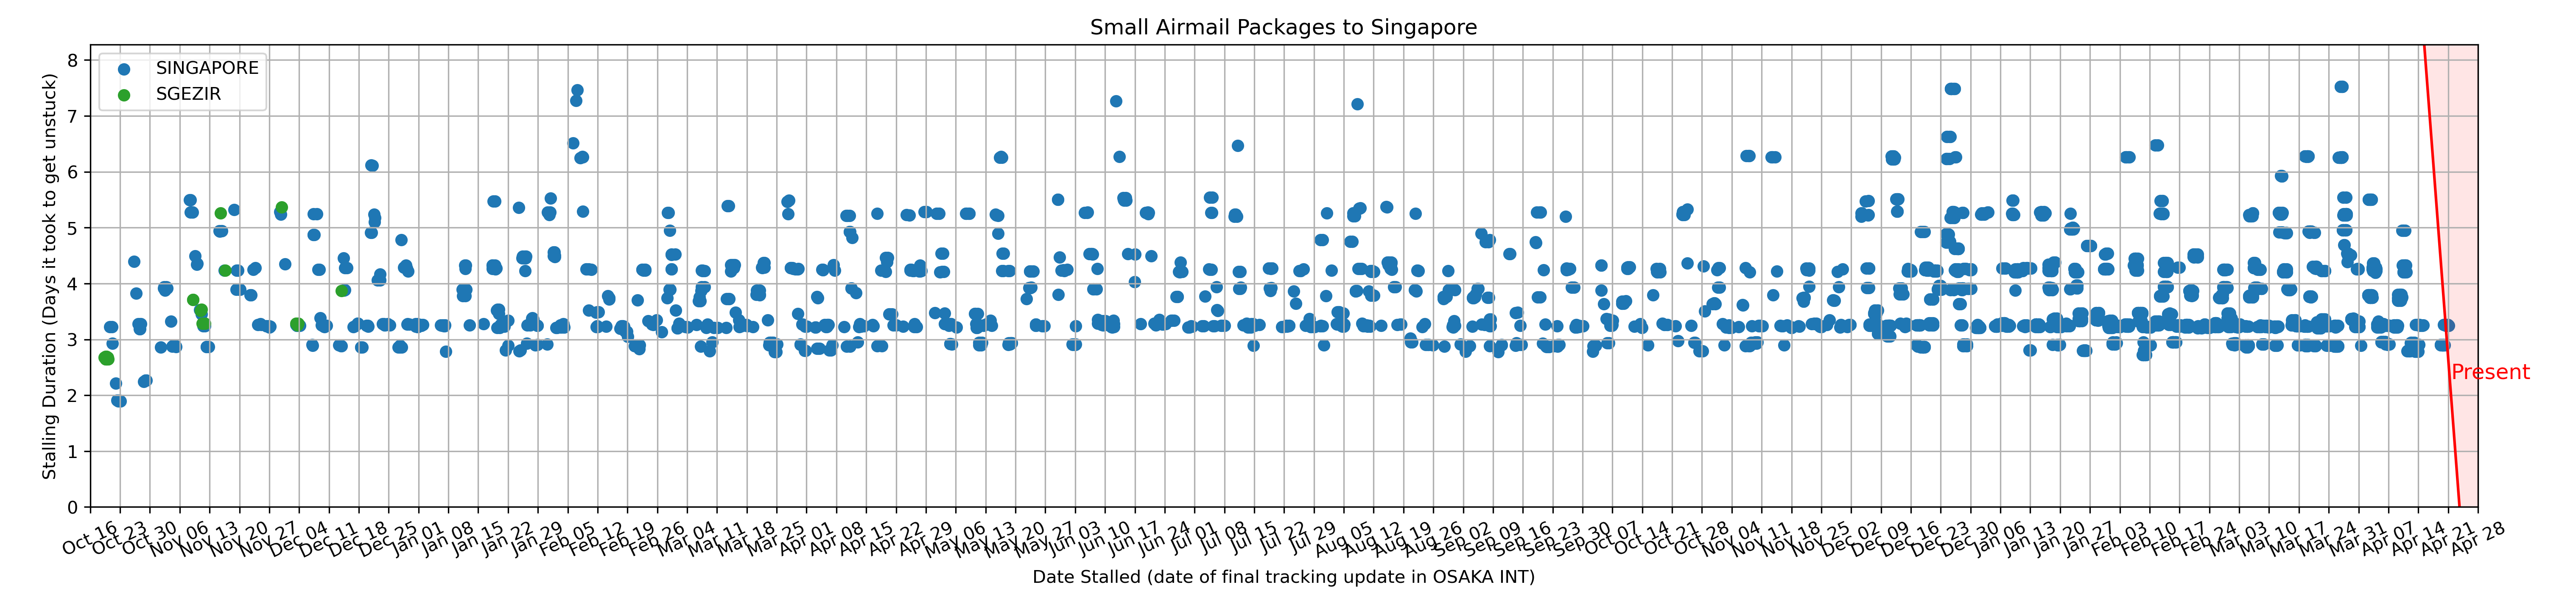 Small Airmail Packages to Singapore
SINGAPORE
SGEZIR
Stalling Duration (Days it took to get unstuck)
8
7
6
5
4
3
2
1
0
Present
Oct 16
Oct 23
Oct 30
Nov 06
Nov 13
Nov 20
Nov 27
Dec 04
Dec 11
Dec 18
Dec 25
Jan 01
Jan 08
Jan 15
Jan 22
Jan 29
Feb 05
Feb 12
Feb 19
Feb 26
Mar 04
Mar 11
Mar 18
Mar 25
Apr 01
Apr 08
Apr 15
Apr 22
Apr 29
May 06
May 13
May 20
May 27
Jun 03
Jun 10
Jun 17
Jun 24
Jul 01
Jul 08
Jul 15
Jul 22
Jul 29
Aug 05
Aug 12
Aug 19
Aug 26
Sep 02
Sep 09
Sep 16
Sep 23
Sep 30
Oct 07
Oct 14
Oct 21
Oct 28
Nov 04
Nov 11
Nov 18
Nov 25
Dec 02
Dec 09
Dec 16
Dec 23
Dec 30
Jan 06
Jan 13
Jan 20
Jan 27
Feb 03
Feb 10
Feb 17
Feb 24
Mar 03
Mar 10
Mar 17
Mar 24
Mar 31
Apr 07
Apr 14
Apr 21
Apr 28
Date Stalled (date of final tracking update in OSAKA INT)